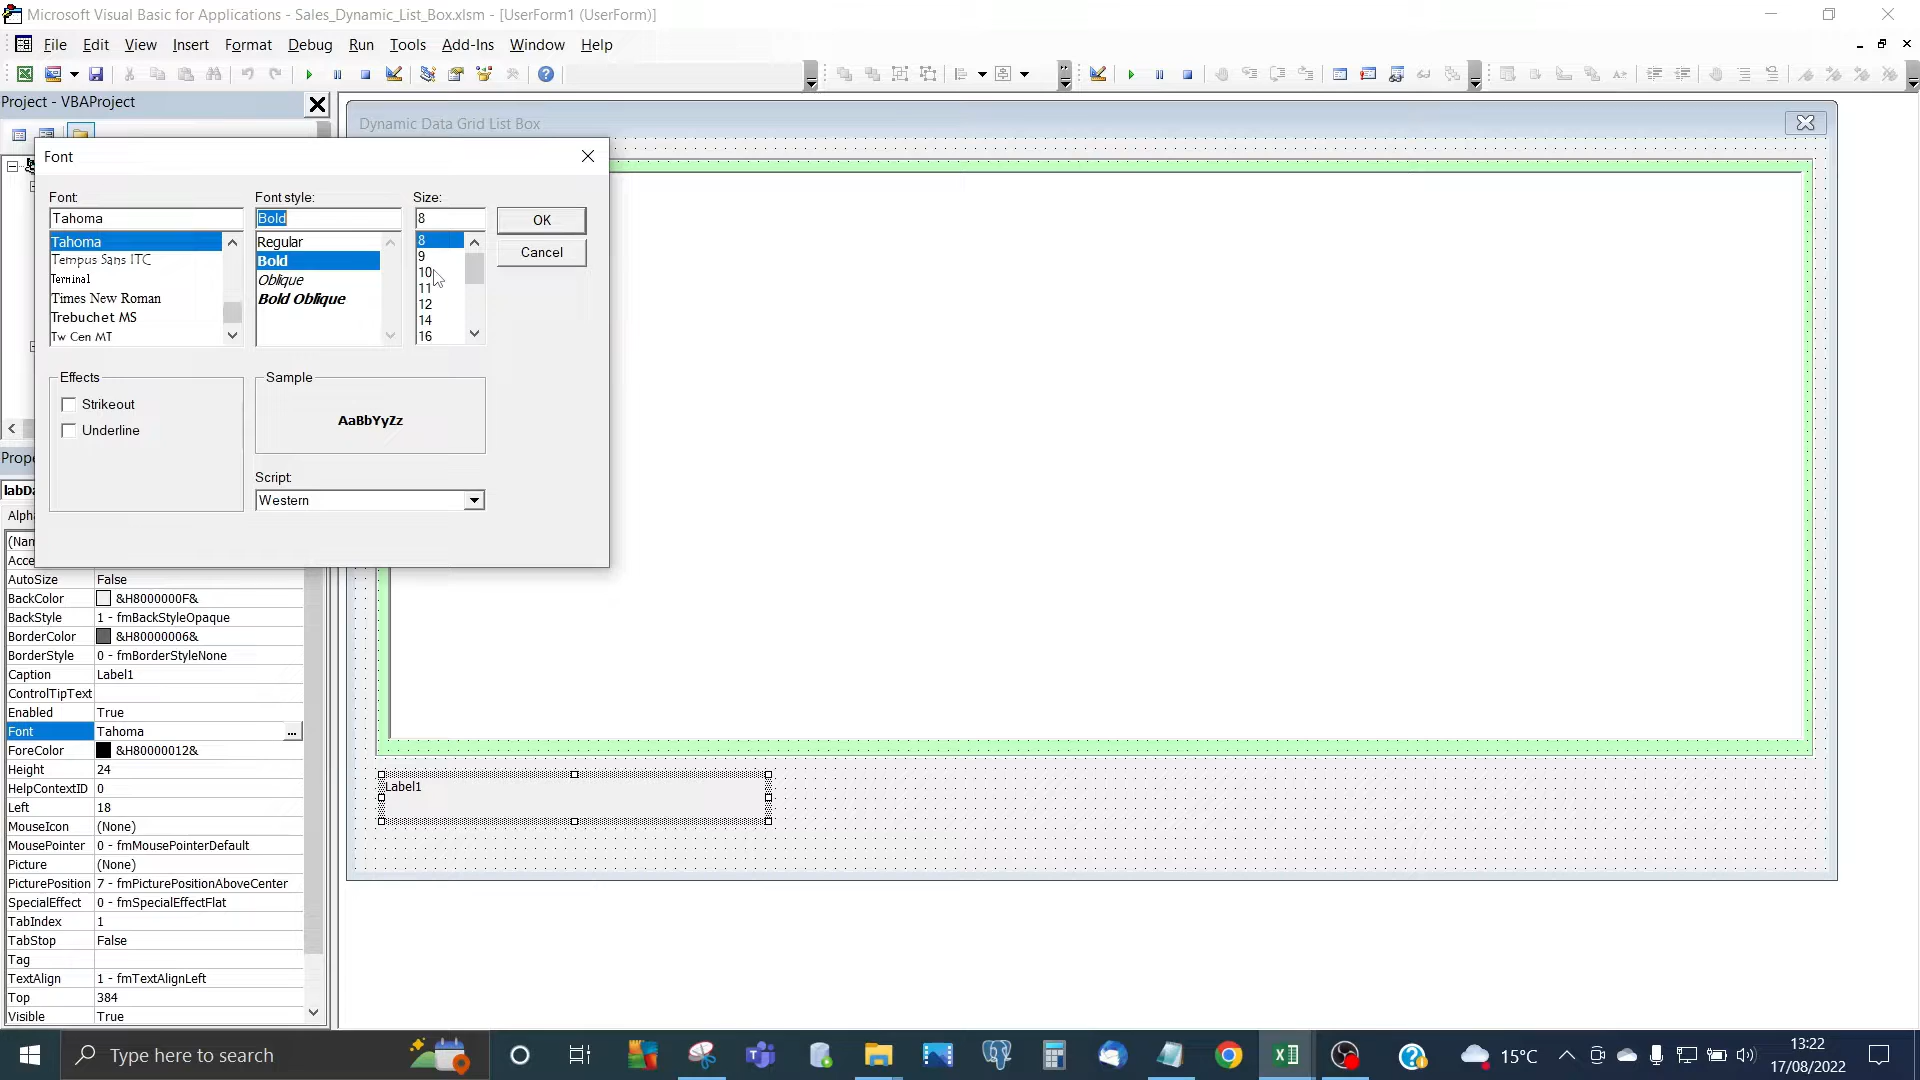 Microsoft Visual Basic for Applications - Sales_Dynamic_List_Box.xlsm - [UserForm1 (UserForm)]
File Edit View Insert Format Debug Run Tools Add-Ins Window Help
Project - VBAProject
Dynamic Data Grid List Box
Font
Font: Font style: Size:
Tahoma Bold 8 OK
Tahoma Regular 8
Tempus Sans ITC Bold 9 Cancel
Terminal Oblique 10
Times New Roman Bold Oblique 11
Trebuchet MS 12
Tw Cen MT 14
16
Effects Sample
Strikeout
Underline
AaBbYyZz
Script:
Western
Prope
labDa
Alpha
(Nam
Acce
AutoSize False
BackColor &H8000000F&
BackStyle 1 - fmBackStyleOpaque
BorderColor &H80000006&
BorderStyle 0 - fmBorderStyleNone
Caption Label1
ControlTipText
Enabled True
Font Tahoma ...
ForeColor &H80000012&
Height 24
HelpContextID 0
Left 18
MouseIcon (None)
MousePointer 0 - fmMousePointerDefault
Picture (None)
PicturePosition 7 - fmPicturePositionAboveCenter
SpecialEffect 0 - fmSpecialEffectFlat
TabIndex 1
TabStop False
Tag
TextAlign 1 - fmTextAlignLeft
Top 384
Visible True
Label1
Type here to search
15°C
13:22
17/08/2022